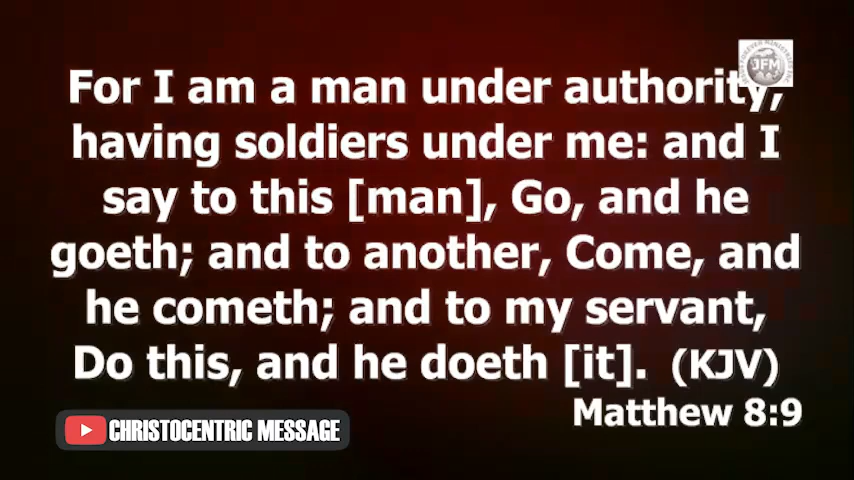 JFM
For I am a man under authority,
having soldiers under me: and I
say to this [man], Go, and he
goeth; and to another, Come, and
he cometh; and to my servant,
Do this, and he doeth [it]. (KJV)
Matthew 8:9
CHRISTOCENTRIC MESSAGE